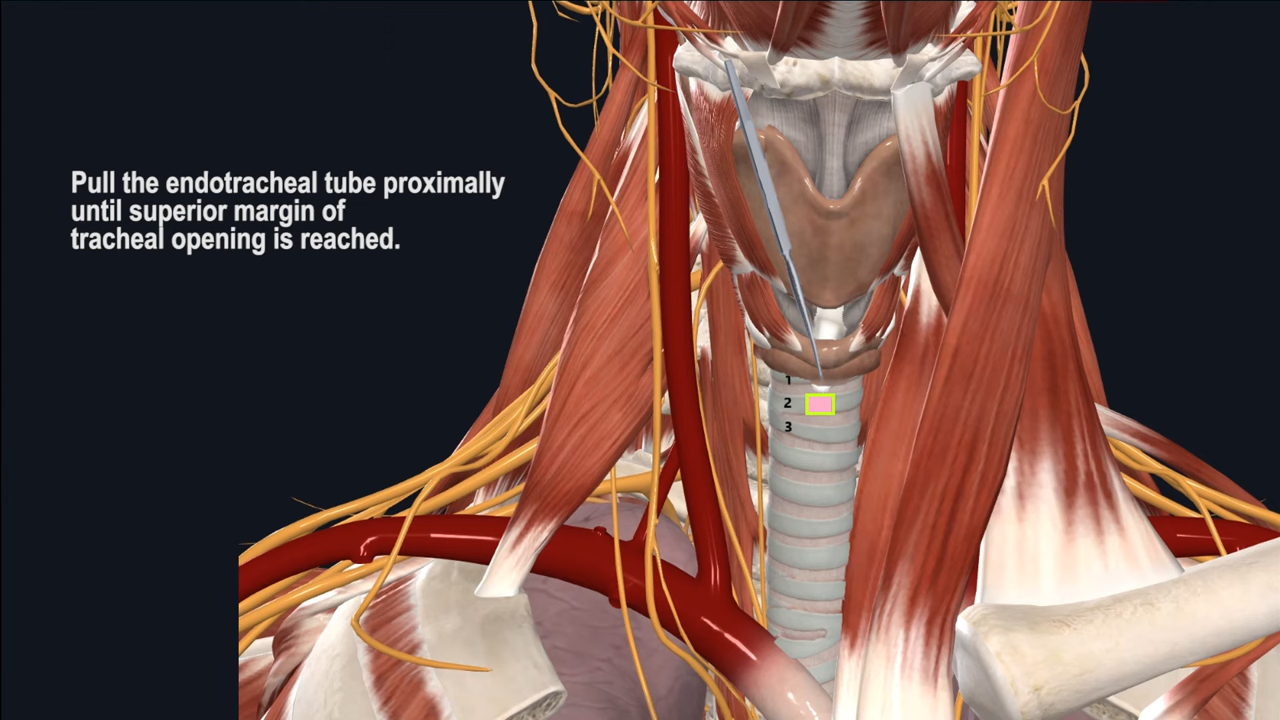 Pull the endotracheal tube proximally
until superior margin of
tracheal opening is reached.
1
2
3